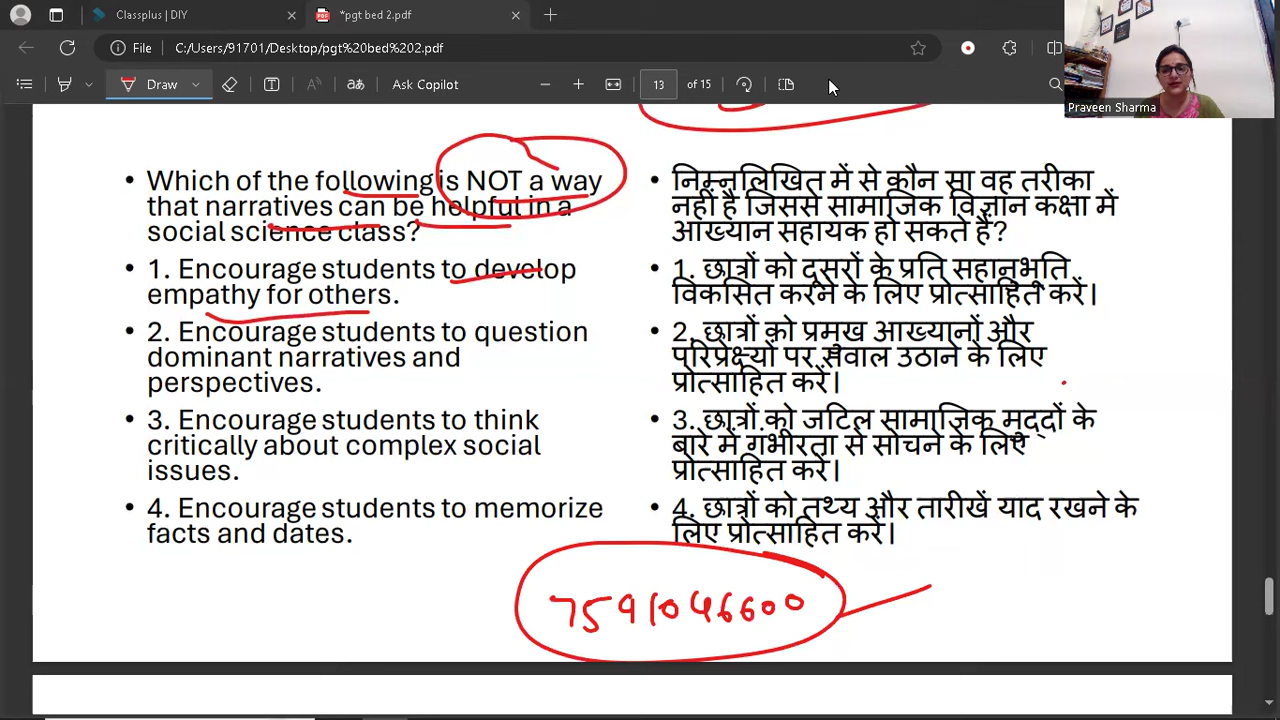 Classplus | DIY
*pgt bed 2.pdf
File
C:/Users/91701/Desktop/pgt%20bed%202.pdf
Draw
aあ
Ask Copilot
13
of 15
Praveen Sharma
• Which of the following is NOT a way
that narratives can be helpful in a
social science class?
• 1. Encourage students to develop
empathy for others.
• 2. Encourage students to question
dominant narratives and
perspectives.
• 3. Encourage students to think
critically about complex social
issues.
• 4. Encourage students to memorize
facts and dates.
• निम्नलिखित में से कौन सा वह तरीका
नहीं है जिससे सामाजिक विज्ञान कक्षा में
आख्यान सहायक हो सकते हैं?
• 1. छात्रों को दूसरों के प्रति सहानुभूति
विकसित करने के लिए प्रोत्साहित करें।
• 2. छात्रों को प्रमुख आख्यानों और
परिप्रेक्ष्यों पर सवाल उठाने के लिए
प्रोत्साहित करें।
• 3. छात्रों को जटिल सामाजिक मुद्दों के
बारे में गंभीरता से सोचने के लिए
प्रोत्साहित करें।
• 4. छात्रों को तथ्य और तारीखें याद रखने के
लिए प्रोत्साहित करें।
7591046600